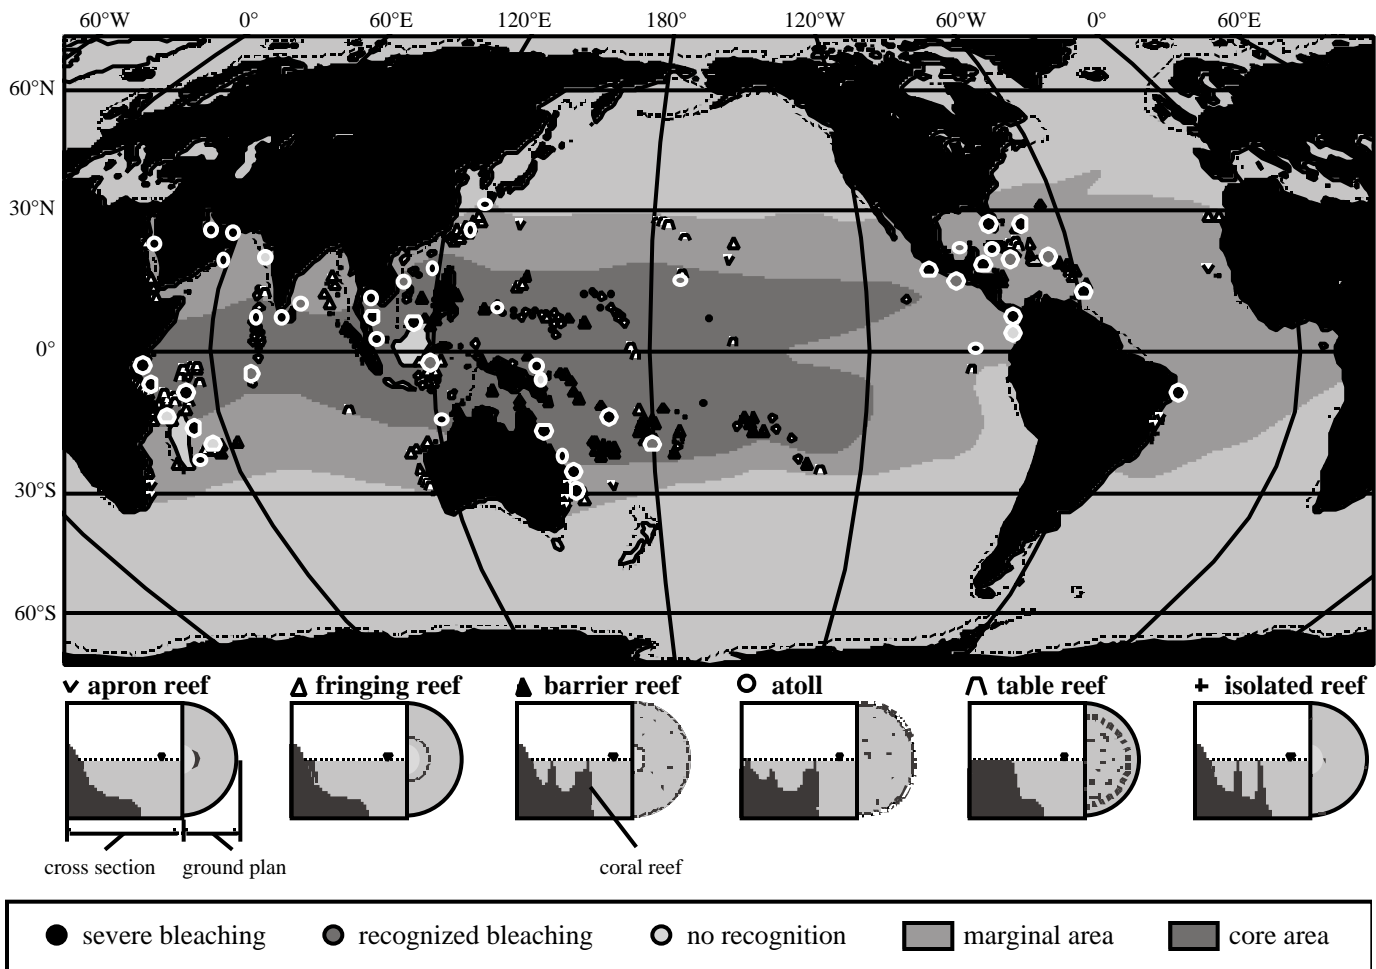 60°W 0° 60°E 120°E 180° 120°W 60°W 0° 60°E
60°N
30°N
0°
30°S
60°S
apron reef fringing reef barrier reef atoll table reef isolated reef
cross section ground plan coral reef
severe bleaching recognized bleaching no recognition marginal area core area